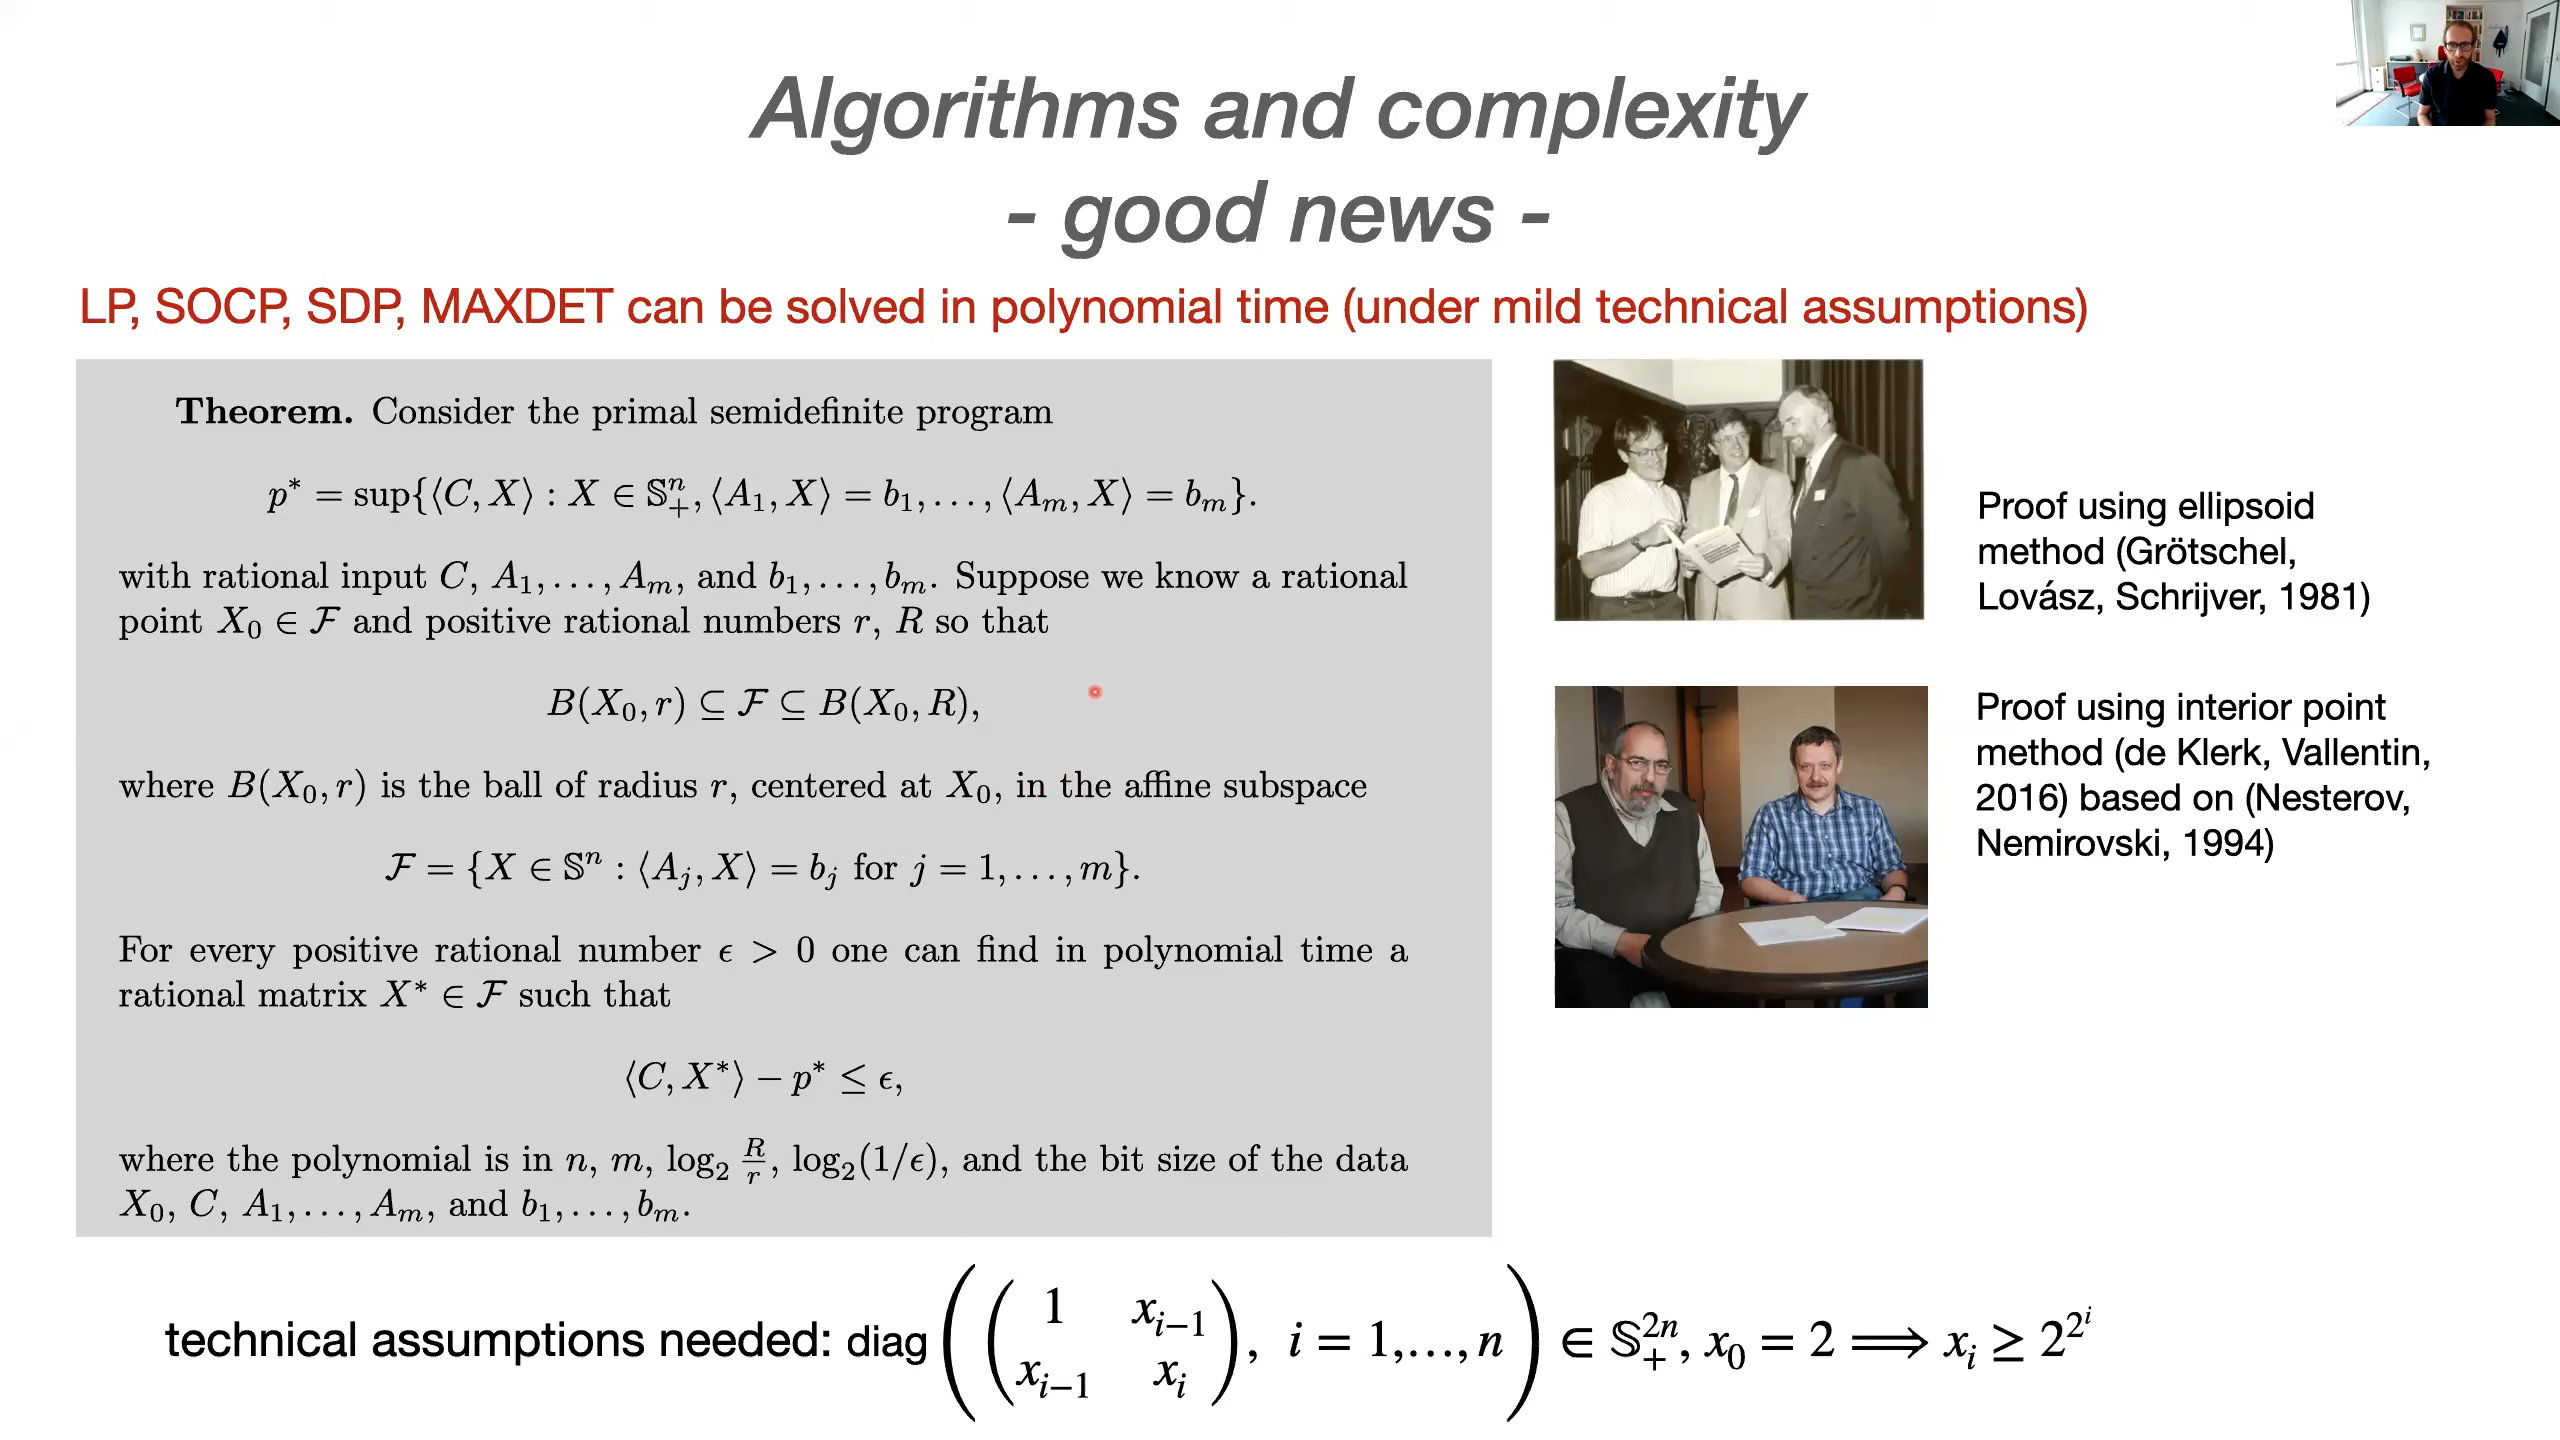 Algorithms and complexity
- good news -
LP, SOCP, SDP, MAXDET can be solved in polynomial time (under mild technical assumptions)
Theorem. Consider the primal semidefinite program
p* = sup{⟨C, X⟩ : X ∈ 𝕊ⁿ₊, ⟨A₁, X⟩ = b₁, . . . , ⟨Aₘ, X⟩ = bₘ}.
with rational input C, A₁, . . . , Aₘ, and b₁, . . . , bₘ. Suppose we know a rational
point X₀ ∈ ℱ and positive rational numbers r, R so that
B(X₀, r) ⊆ ℱ ⊆ B(X₀, R),
where B(X₀, r) is the ball of radius r, centered at X₀, in the affine subspace
ℱ = {X ∈ 𝕊ⁿ : ⟨Aⱼ, X⟩ = bⱼ for j = 1, . . . , m}.
For every positive rational number ϵ > 0 one can find in polynomial time a
rational matrix X* ∈ ℱ such that
⟨C, X*⟩ − p* ≤ ϵ,
where the polynomial is in n, m, log₂ R/r, log₂(1/ϵ), and the bit size of the data
X₀, C, A₁, . . . , Aₘ, and b₁, . . . , bₘ.
Proof using ellipsoid
method (Grötschel,
Lovász, Schrijver, 1981)
Proof using interior point
method (de Klerk, Vallentin,
2016) based on (Nesterov,
Nemirovski, 1994)
technical assumptions needed: diag ( ( 1 x_{i−1} ; x_{i−1} x_i ), i = 1,…,n ) ∈ 𝕊₊²ⁿ, x₀ = 2 ⟹ x_i ≥ 2^{2^i}